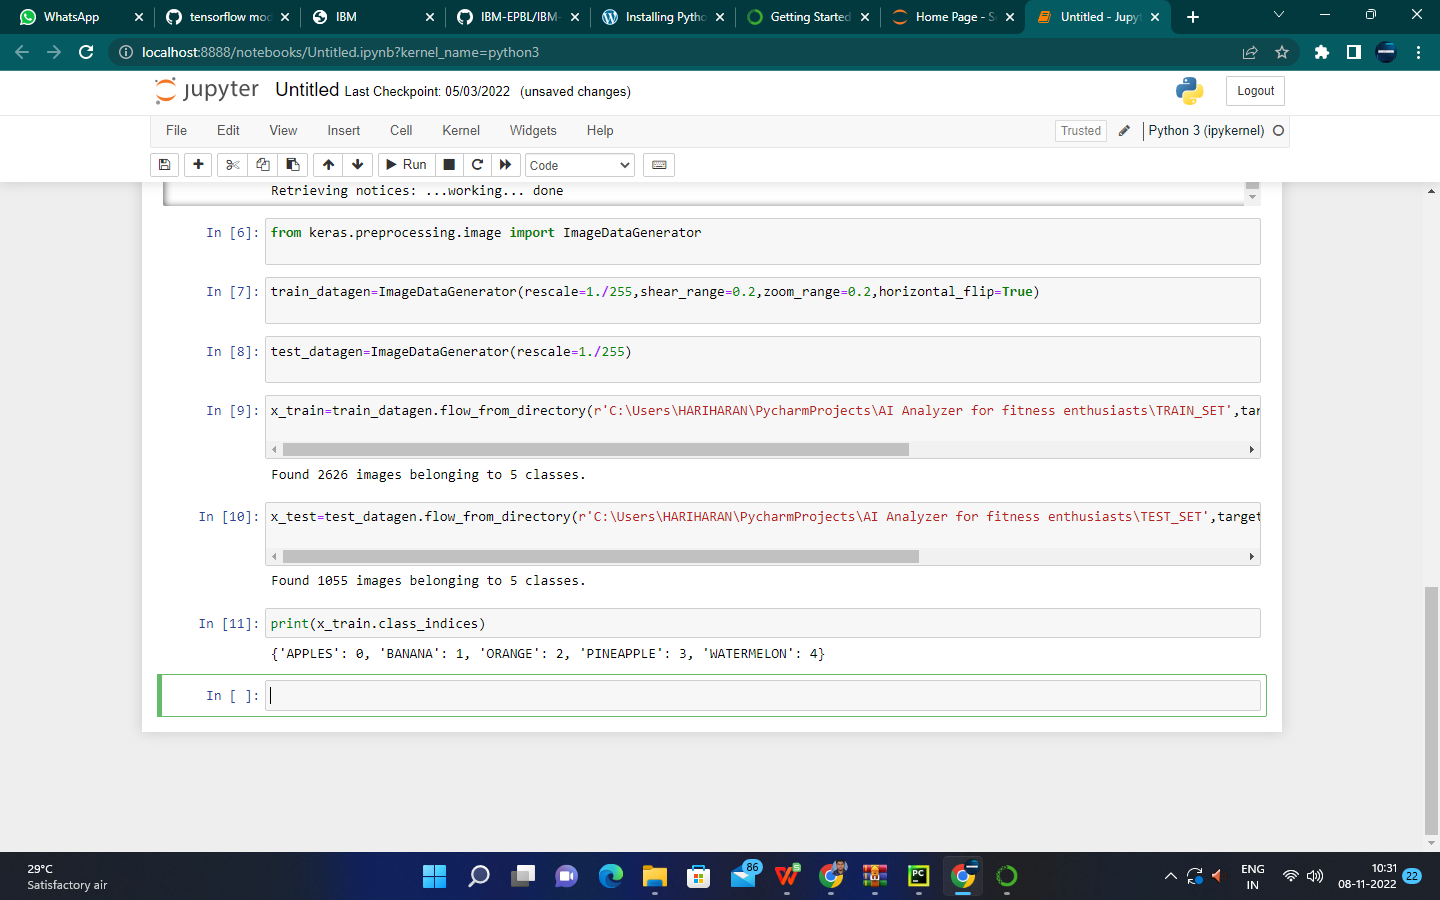 WhatsApp
tensorflow mod
IBM
IBM-EPBL/IBM-
Installing Pytho
Getting Started
Home Page - S
Untitled - Jupyt
localhost:8888/notebooks/Untitled.ipynb?kernel_name=python3
jupyter Untitled Last Checkpoint: 05/03/2022 (unsaved changes)
Logout
File Edit View Insert Cell Kernel Widgets Help
Trusted
Python 3 (ipykernel)
Run
Code
Retrieving notices: ...working... done
In [6]: from keras.preprocessing.image import ImageDataGenerator
In [7]: train_datagen=ImageDataGenerator(rescale=1./255,shear_range=0.2,zoom_range=0.2,horizontal_flip=True)
In [8]: test_datagen=ImageDataGenerator(rescale=1./255)
In [9]: x_train=train_datagen.flow_from_directory(r'C:\Users\HARIHARAN\PycharmProjects\AI Analyzer for fitness enthusiasts\TRAIN_SET',tar
Found 2626 images belonging to 5 classes.
In [10]: x_test=test_datagen.flow_from_directory(r'C:\Users\HARIHARAN\PycharmProjects\AI Analyzer for fitness enthusiasts\TEST_SET',target
Found 1055 images belonging to 5 classes.
In [11]: print(x_train.class_indices)
{'APPLES': 0, 'BANANA': 1, 'ORANGE': 2, 'PINEAPPLE': 3, 'WATERMELON': 4}
In [ ]:
29°C
Satisfactory air
86
PC
ENG
IN
10:31
08-11-2022
22